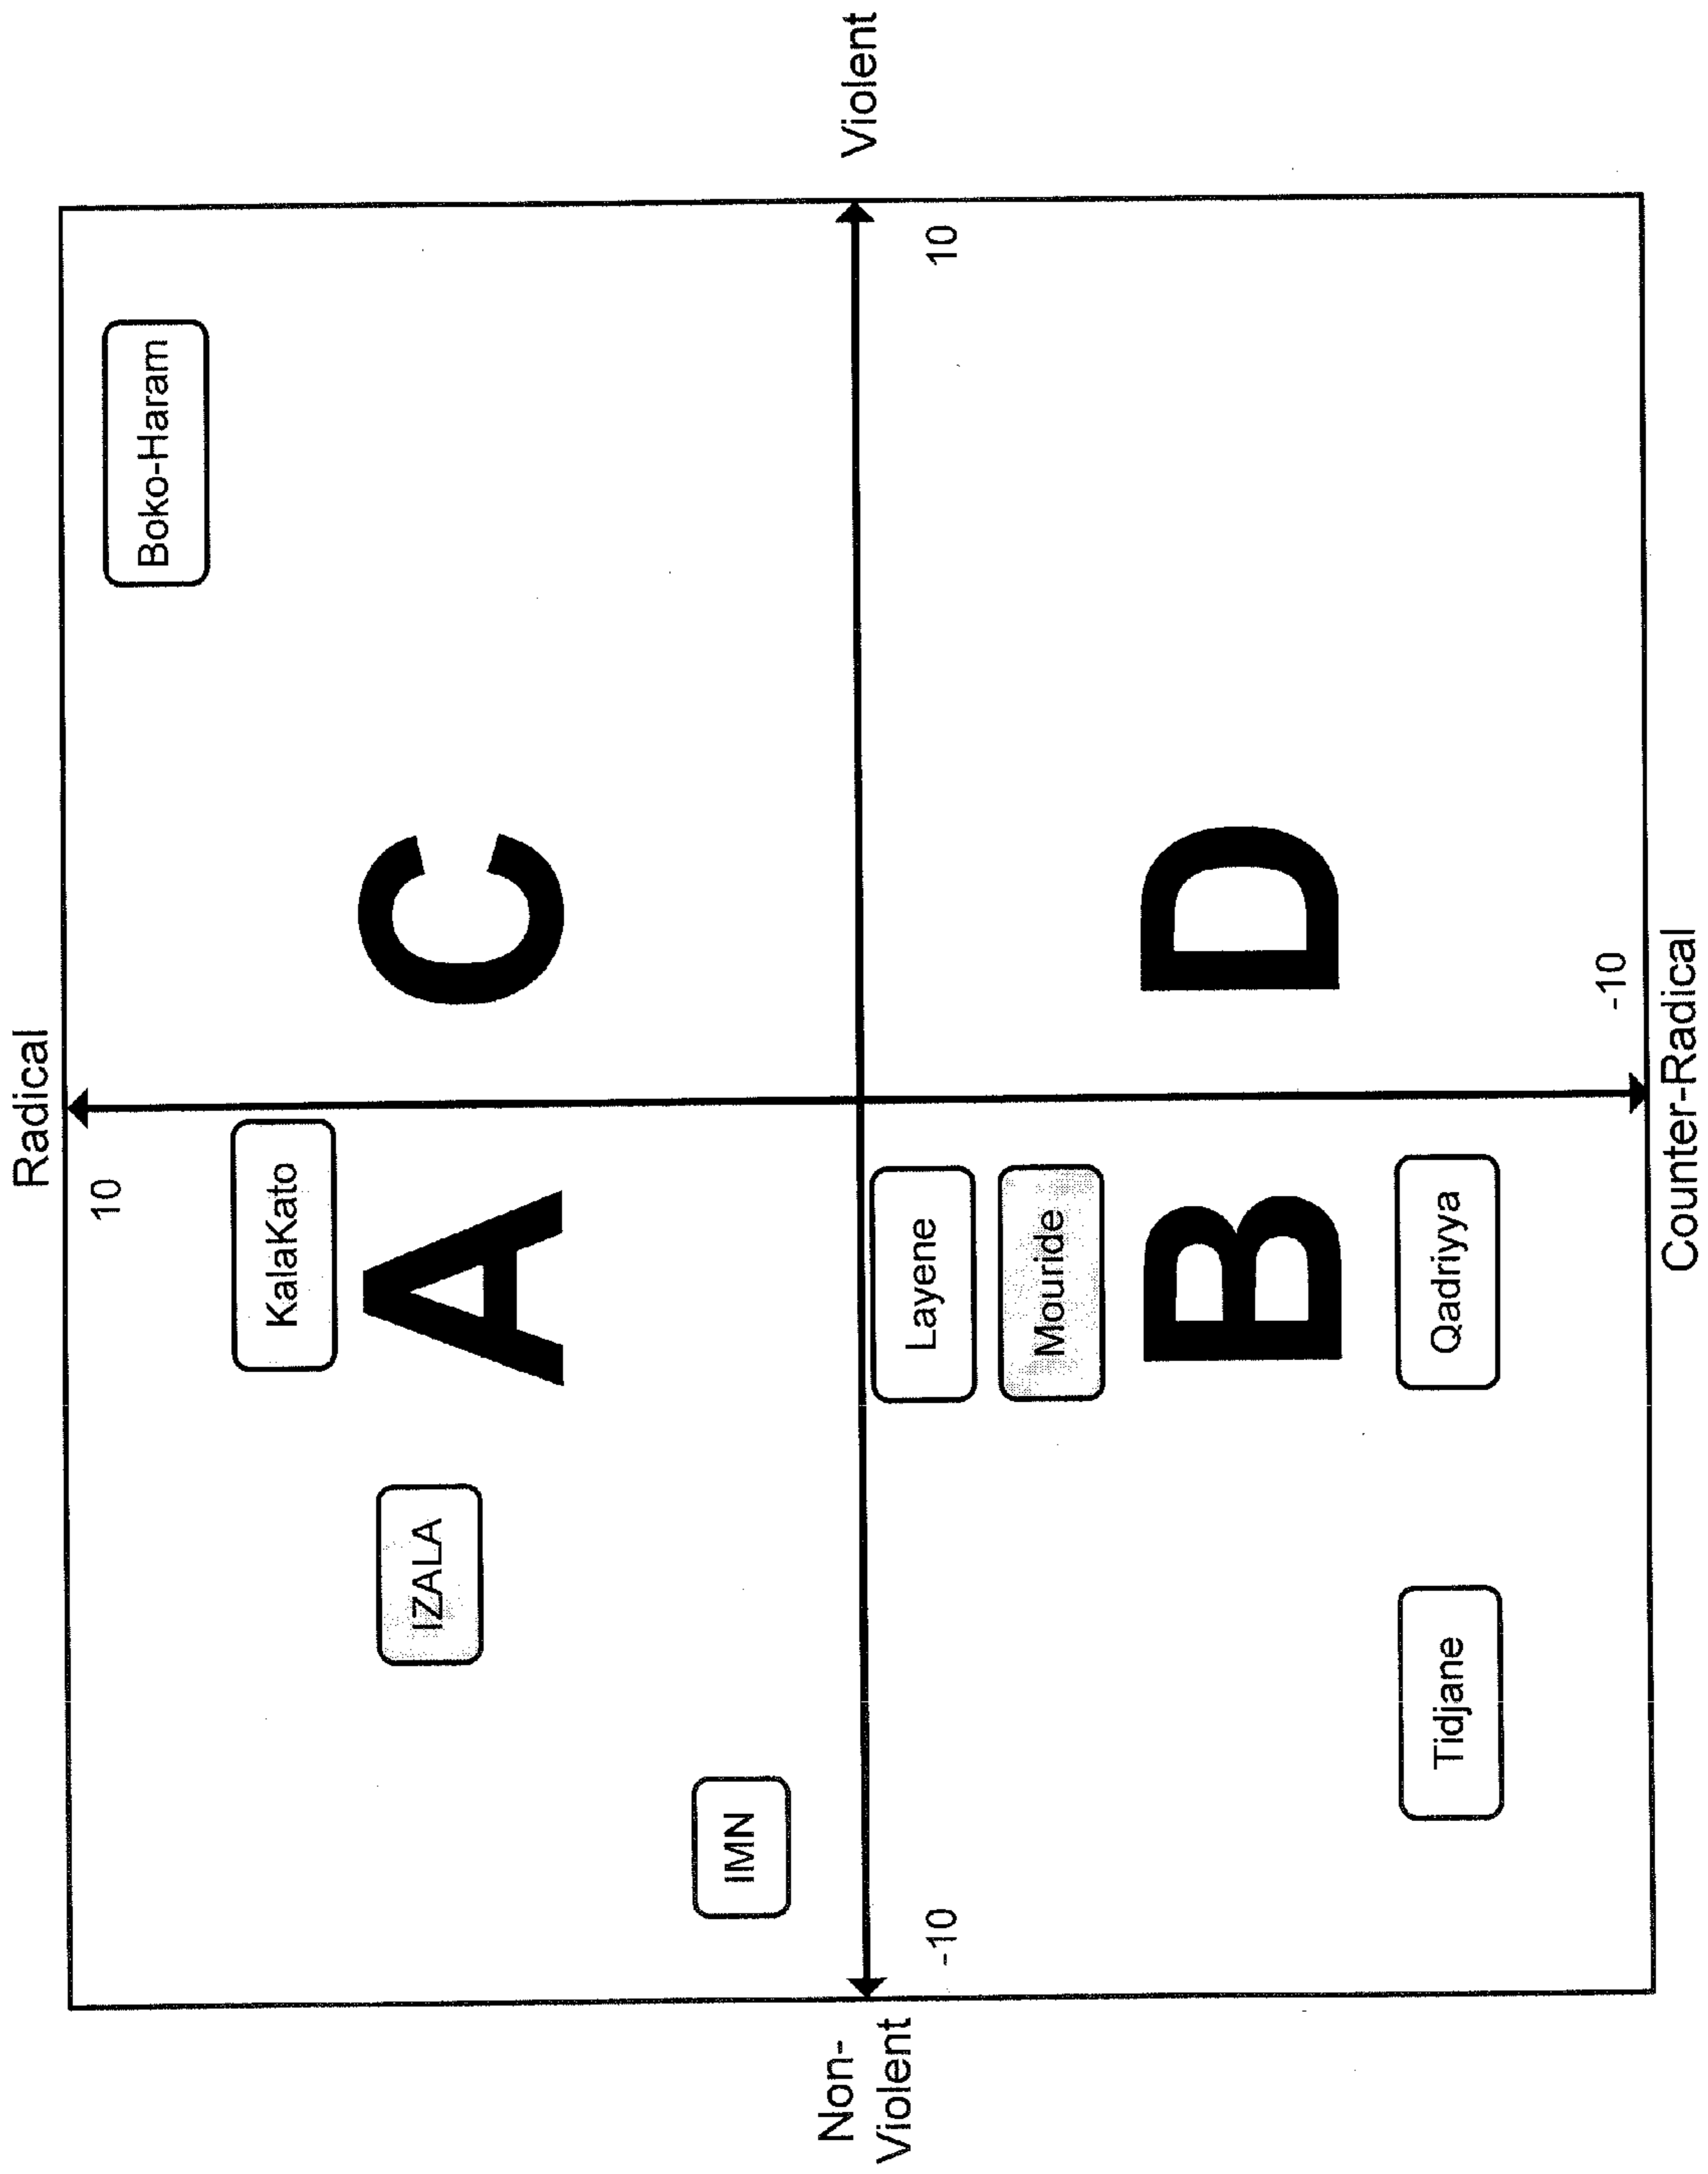 Radical
10
Boko-Haram
KalaKato
IZALA
A
C
IMN
Non-
Violent
Violent
-10
10
Layene
Mouride
B
D
Tidjane
Qadriyya
-10
Counter-Radical